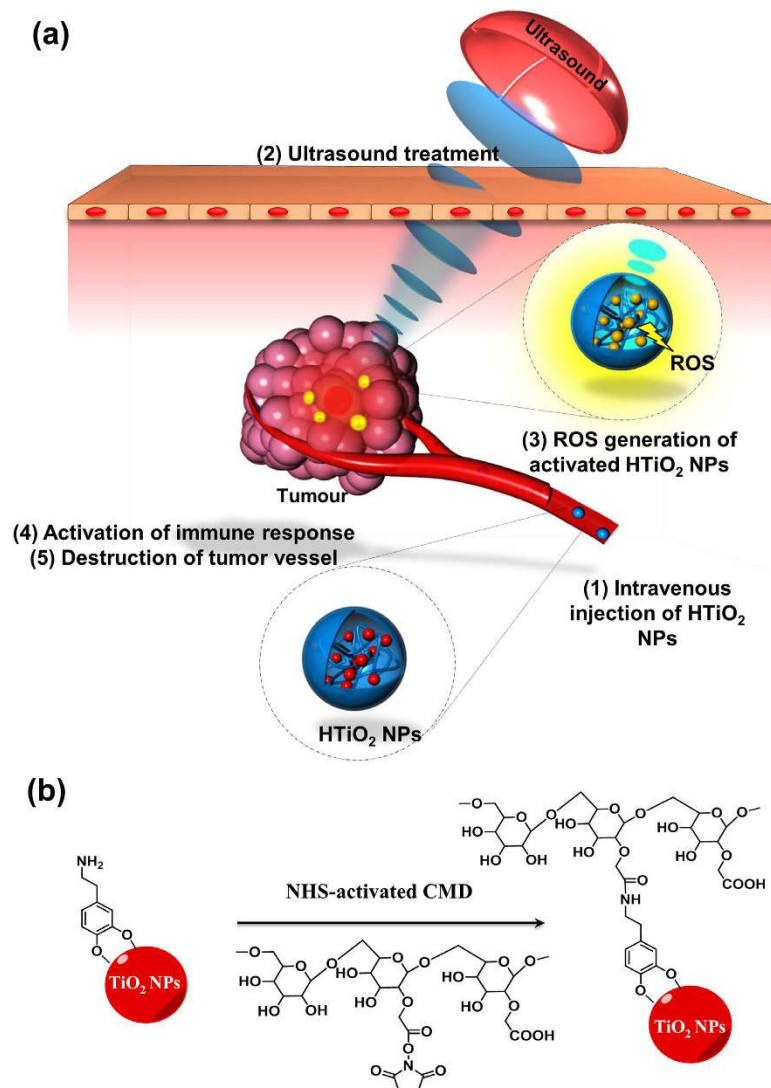 (a)
Ultrasound
(2) Ultrasound treatment
ROS
(3) ROS generation of
activated HTiO₂ NPs
Tumour
(4) Activation of immune response
(5) Destruction of tumor vessel
(1) Intravenous
injection of HTiO₂
NPs
HTiO₂ NPs
(b)
NH₂
O
O
TiO₂ NPs
NHS-activated CMD
O
O
O
O
O
HO
HO
OH
OH
HO
O
HO
O
O
O
COOH
O
N
O
O
O
O
O
O
O
HO
HO
OH
OH
HO
O
HO
O
O
NH
COOH
O
O
TiO₂ NPs